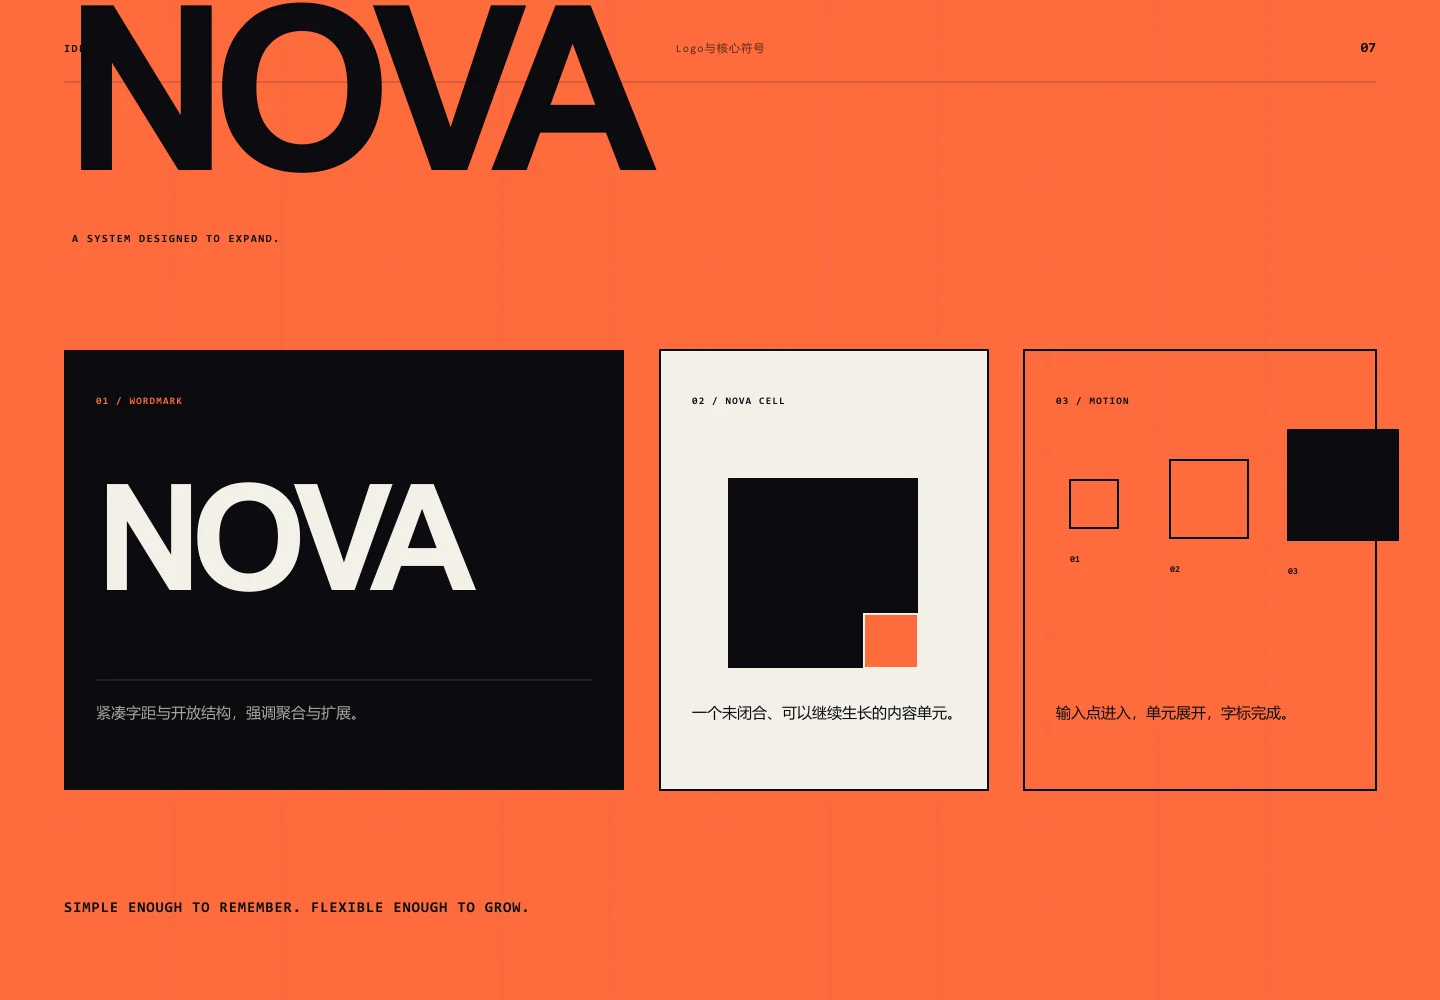 Logo与核心符号
07
NOVA
A SYSTEM DESIGNED TO EXPAND.
01 / WORDMARK
NOVA
紧凑字距与开放结构，强调聚合与扩展。
02 / NOVA CELL
一个未闭合、可以继续生长的内容单元。
03 / MOTION
01
02
03
输入点进入，单元展开，字标完成。
SIMPLE ENOUGH TO REMEMBER. FLEXIBLE ENOUGH TO GROW.